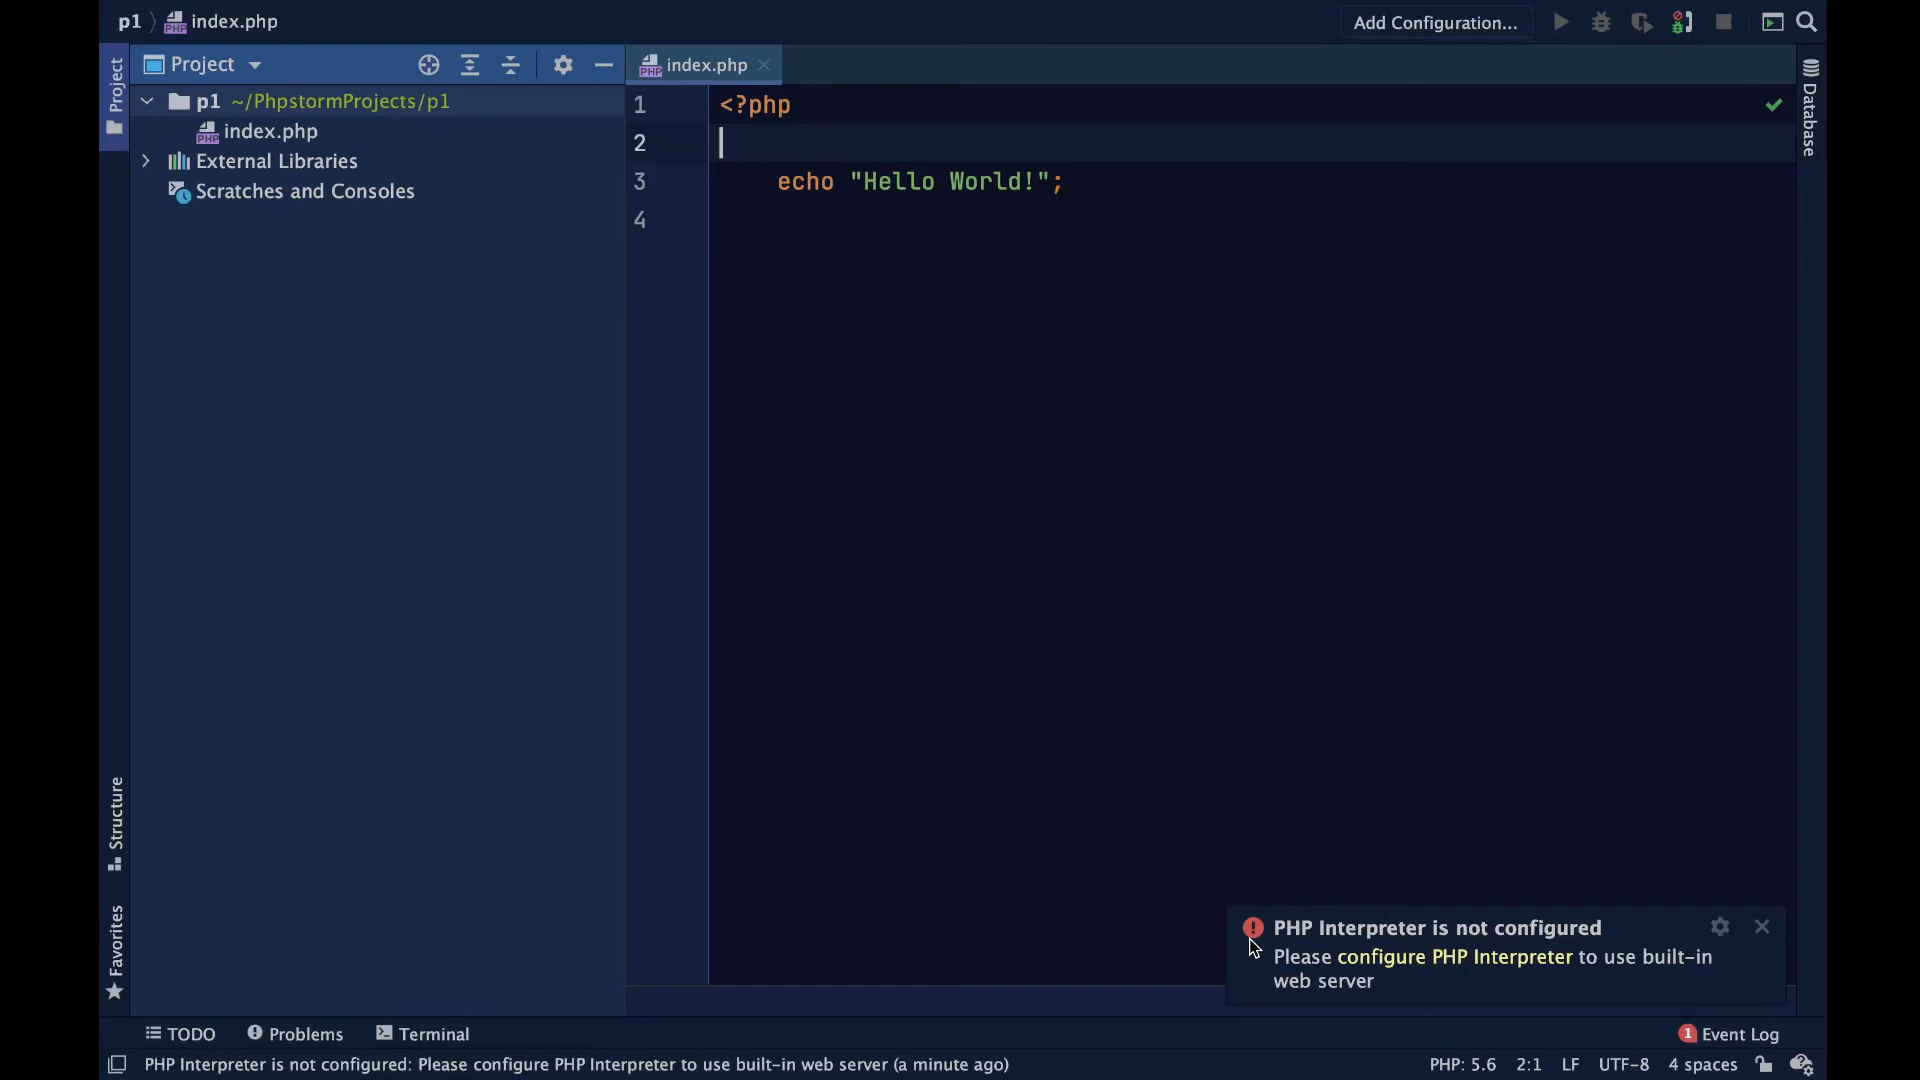 p1 index.php
Add Configuration...
Project
Project
index.php
p1 ~/PhpstormProjects/p1
index.php
External Libraries
Scratches and Consoles
1 <?php
2
3 echo "Hello World!";
4
Database
Structure
Favorites
PHP Interpreter is not configured
Please configure PHP Interpreter to use built-in
web server
TODO Problems Terminal
1 Event Log
PHP Interpreter is not configured: Please configure PHP Interpreter to use built-in web server (a minute ago)
PHP: 5.6 2:1 LF UTF-8 4 spaces